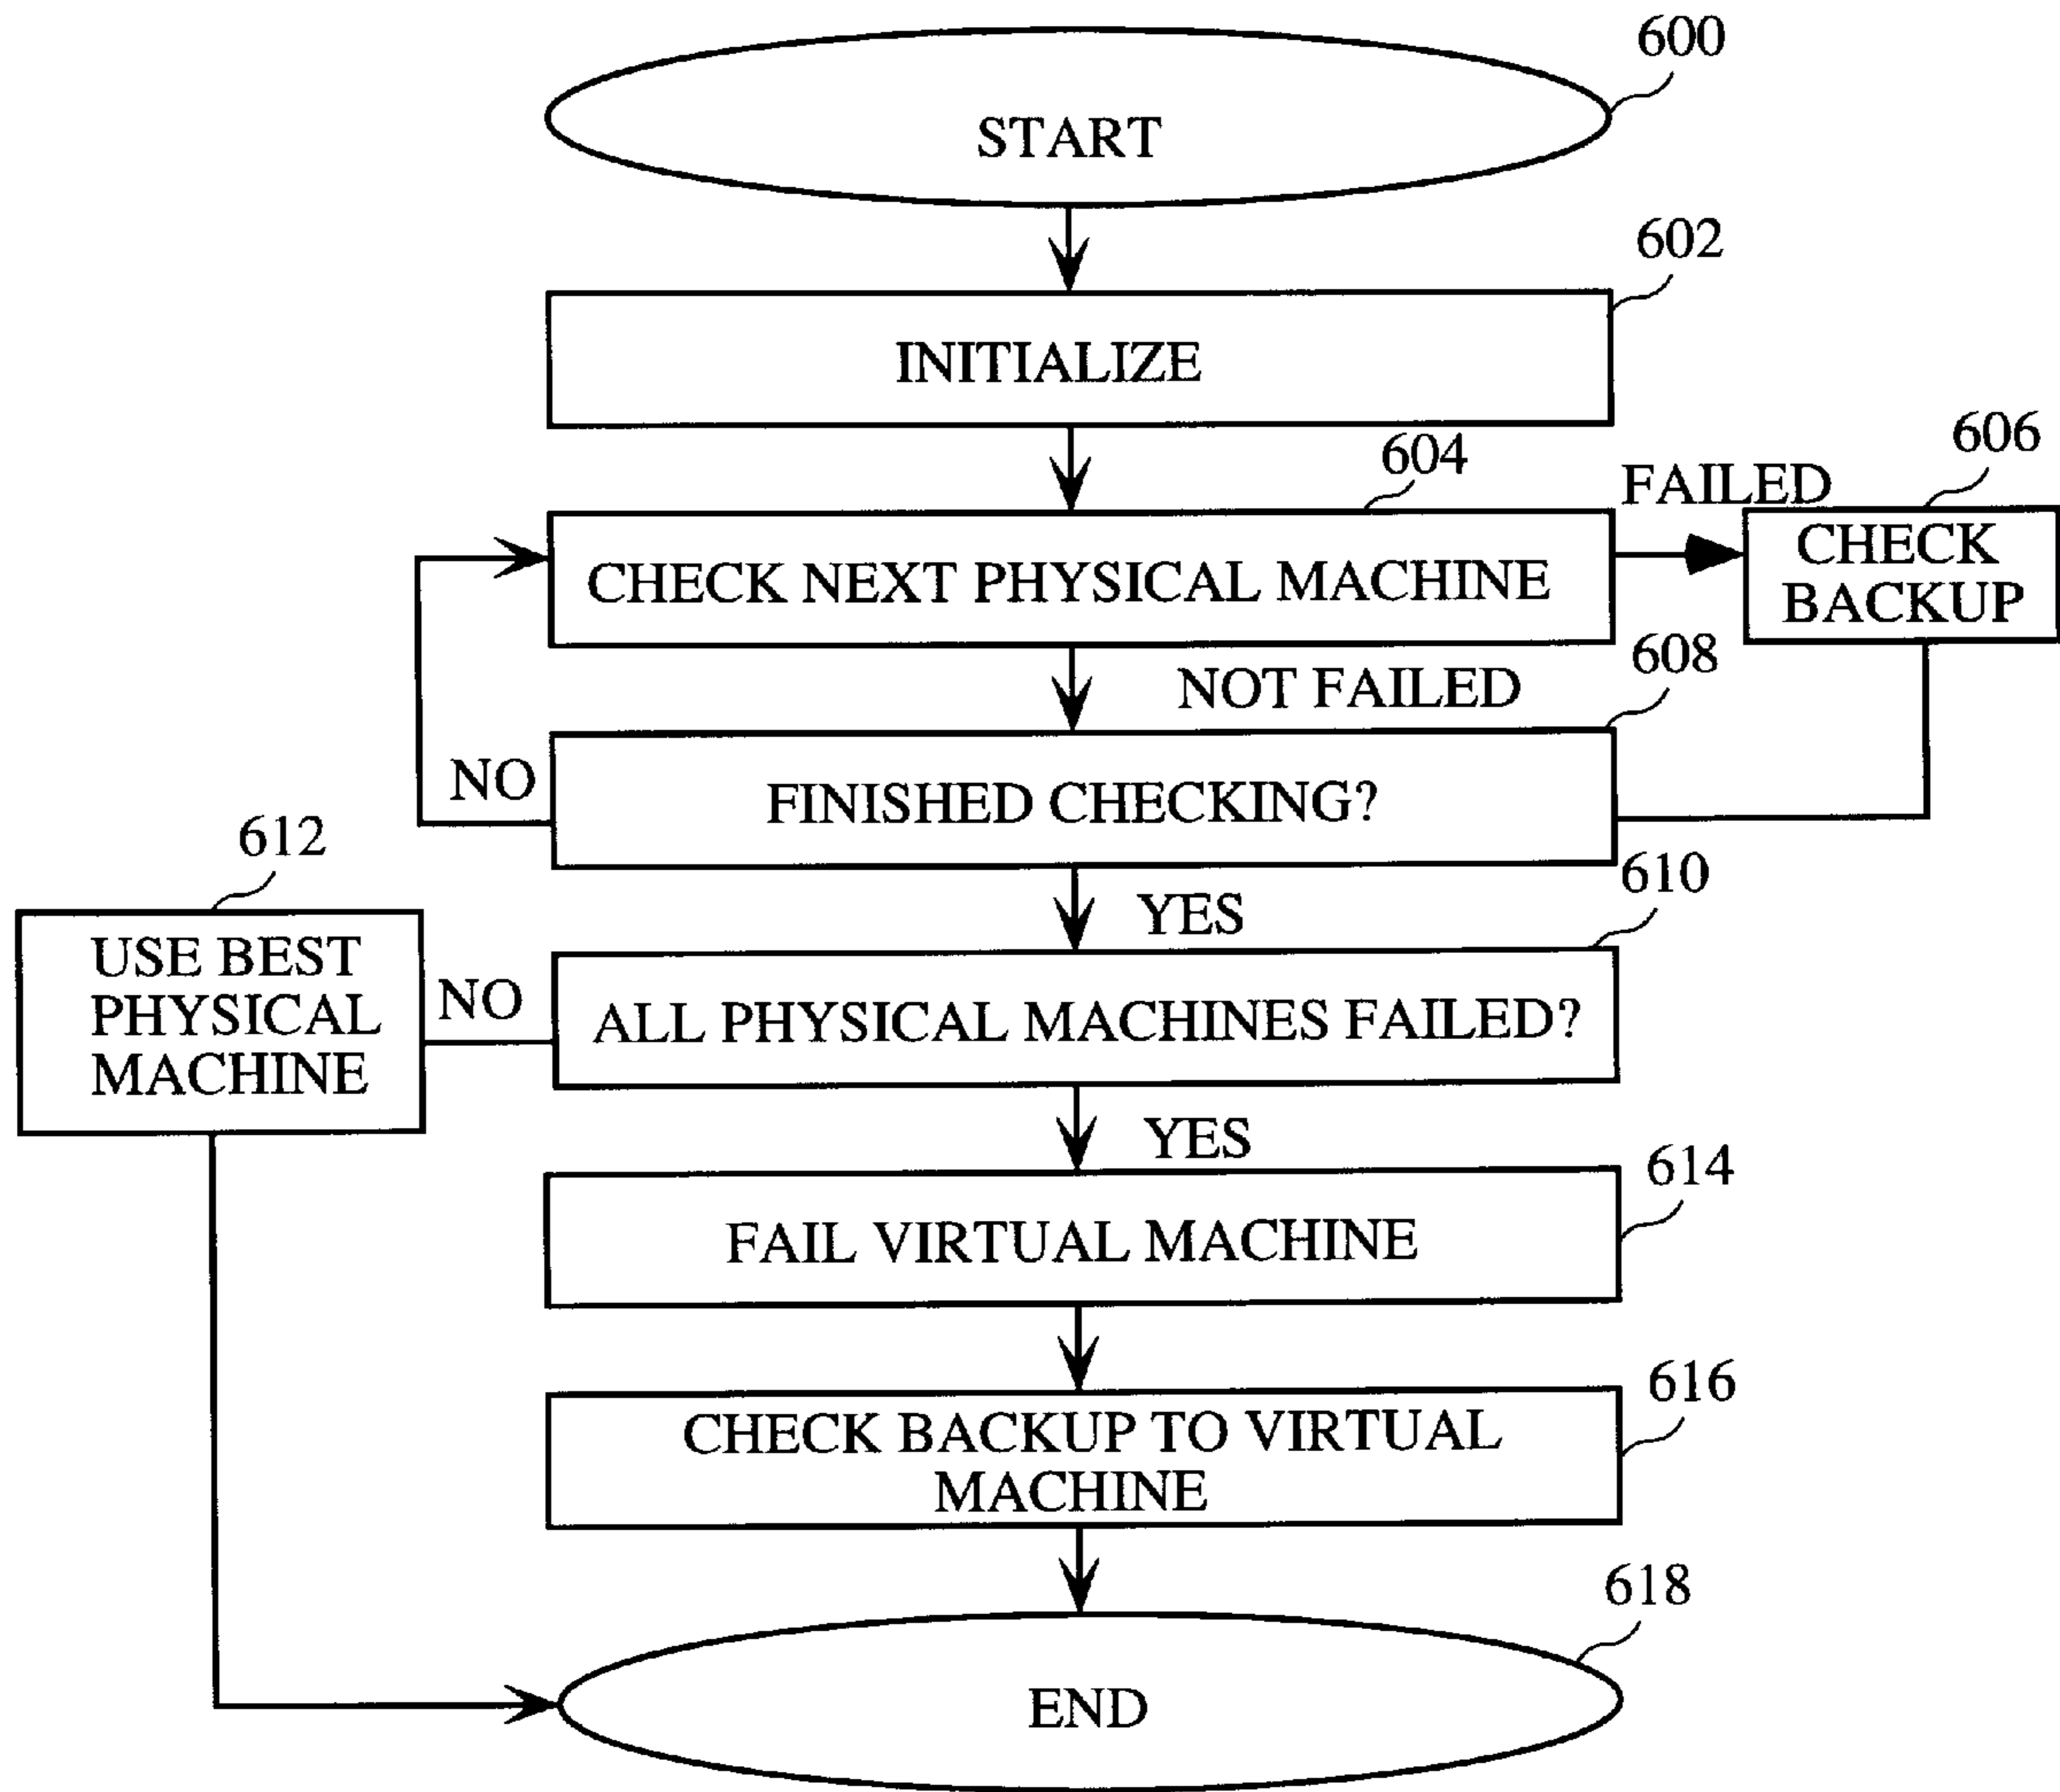 600
START
602
INITIALIZE
604
FAILED
606
CHECK NEXT PHYSICAL MACHINE
CHECK
BACKUP
NOT FAILED
608
NO
FINISHED CHECKING?
612
YES
610
USE BEST
PHYSICAL
MACHINE
NO
ALL PHYSICAL MACHINES FAILED?
YES
614
FAIL VIRTUAL MACHINE
616
CHECK BACKUP TO VIRTUAL
MACHINE
618
END